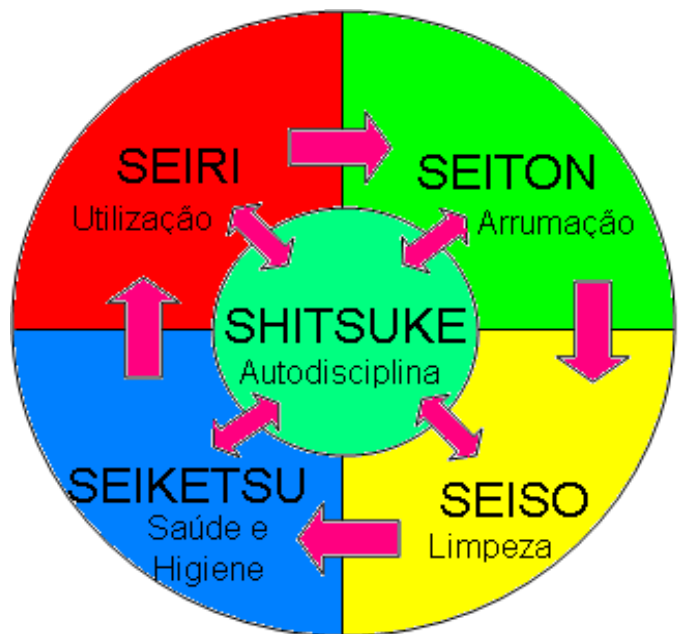 SEIRI
Utilização
SEITON
Arrumação
SHITSUKE
Autodisciplina
SEIKETSU
Saúde e
Higiene
SEISO
Limpeza